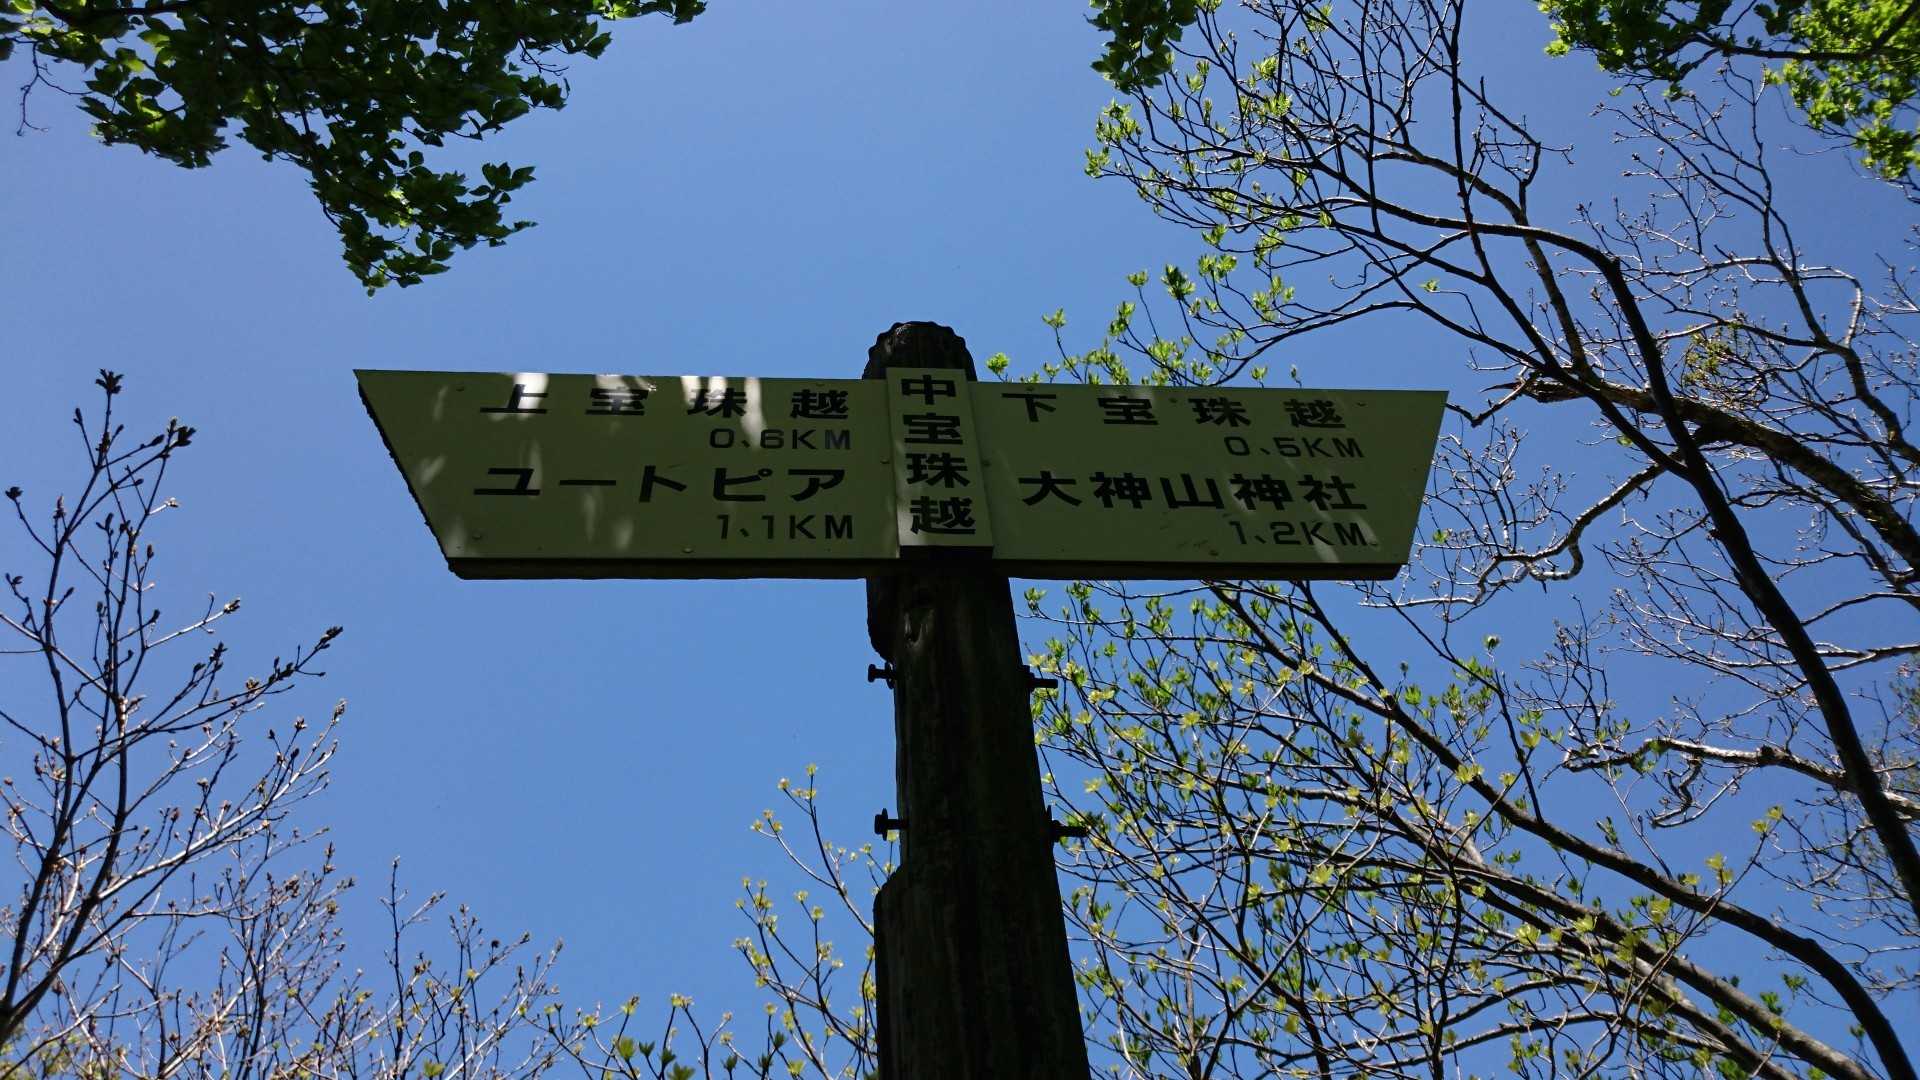 上宝珠越
0.6KM
ユートピア
1.1KM
中宝珠越
下宝珠越
0.5KM
大神山神社
1.2KM